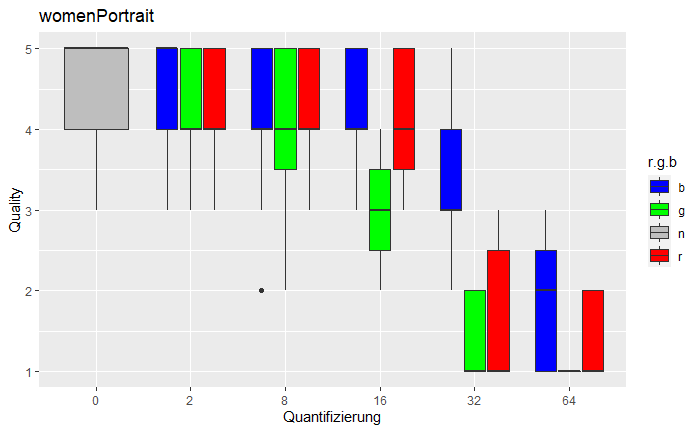 womenPortrait
Quality
5
4
3
2
1
0 2 8 16 32 64
Quantifizierung
r.g.b
b
g
n
r